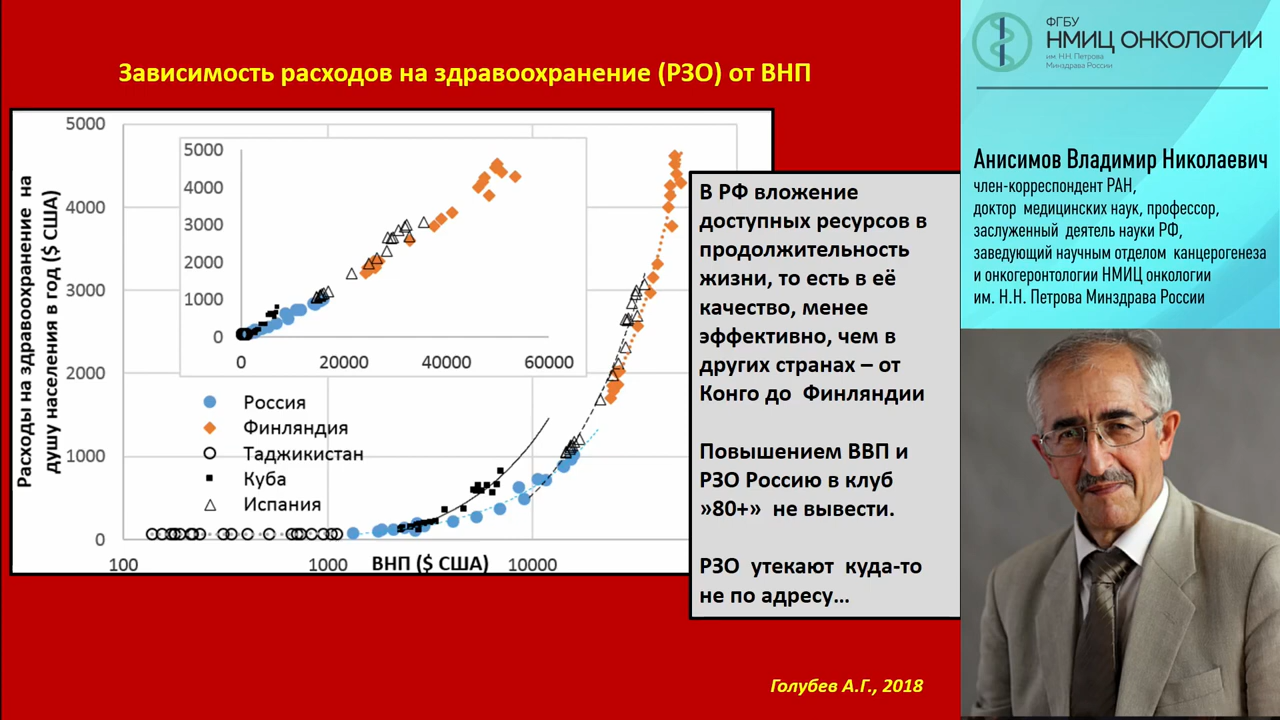 Зависимость расходов на здравоохранение (РЗО) от ВНП
Расходы на здравоохранение на
душу населения в год ($ США)
5000
4000
3000
2000
1000
0
100
1000
10000
ВНП ($ США)
5000
4000
3000
2000
1000
0
0
20000
40000
60000
Россия
Финляндия
Таджикистан
Куба
Испания
В РФ вложение
доступных ресурсов в
продолжительность
жизни, то есть в её
качество, менее
эффективно, чем в
других странах – от
Конго до Финляндии
Повышением ВВП и
РЗО Россию в клуб
»80+» не вывести.
РЗО утекают куда-то
не по адресу...
Голубев А.Г., 2018
ФГБУ
НМИЦ ОНКОЛОГИИ
им. Н.Н. Петрова
Минздрава России
Анисимов Владимир Николаевич
член-корреспондент РАН,
доктор медицинских наук, профессор,
заслуженный деятель науки РФ,
заведующий научным отделом канцерогенеза
и онкогеронтологии НМИЦ онкологии
им. Н.Н. Петрова Минздрава России